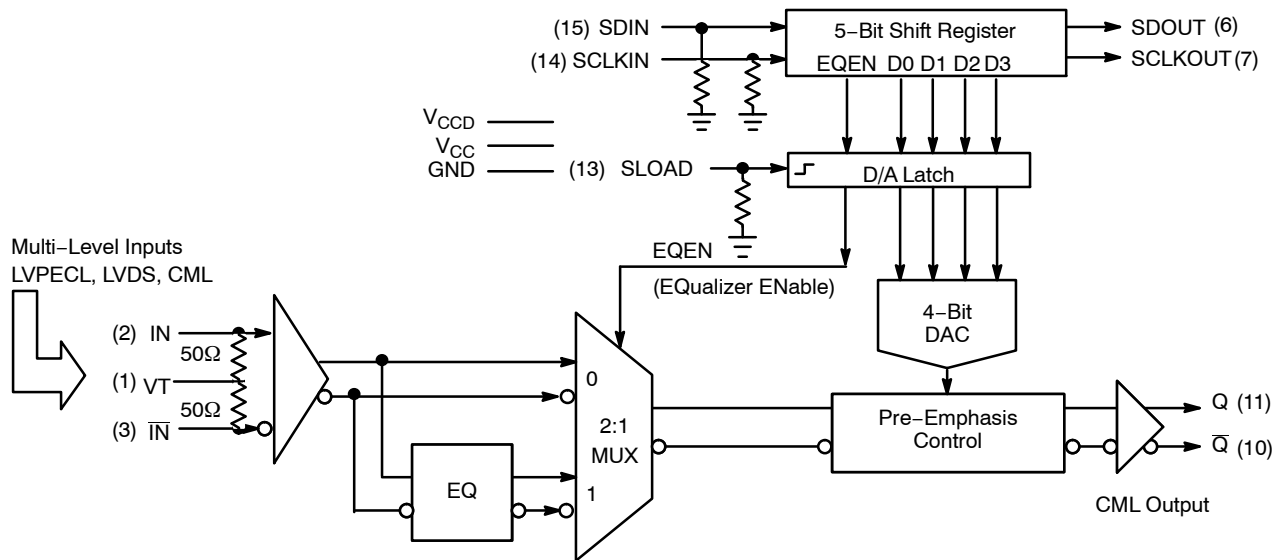 (15) SDIN
5−Bit Shift Register
SDOUT (6)
(14) SCLKIN
EQEN D0 D1 D2 D3
SCLKOUT (7)
VCCD
VCC
GND
(13) SLOAD
D/A Latch
Multi−Level Inputs
LVPECL, LVDS, CML
EQEN
(EQualizer ENable)
4−Bit
DAC
(2) IN
50Ω
(1) VT
50Ω
(3) I̅N̅
0
2:1
MUX
1
EQ
Pre−Emphasis
Control
Q (11)
Q̅ (10)
CML Output